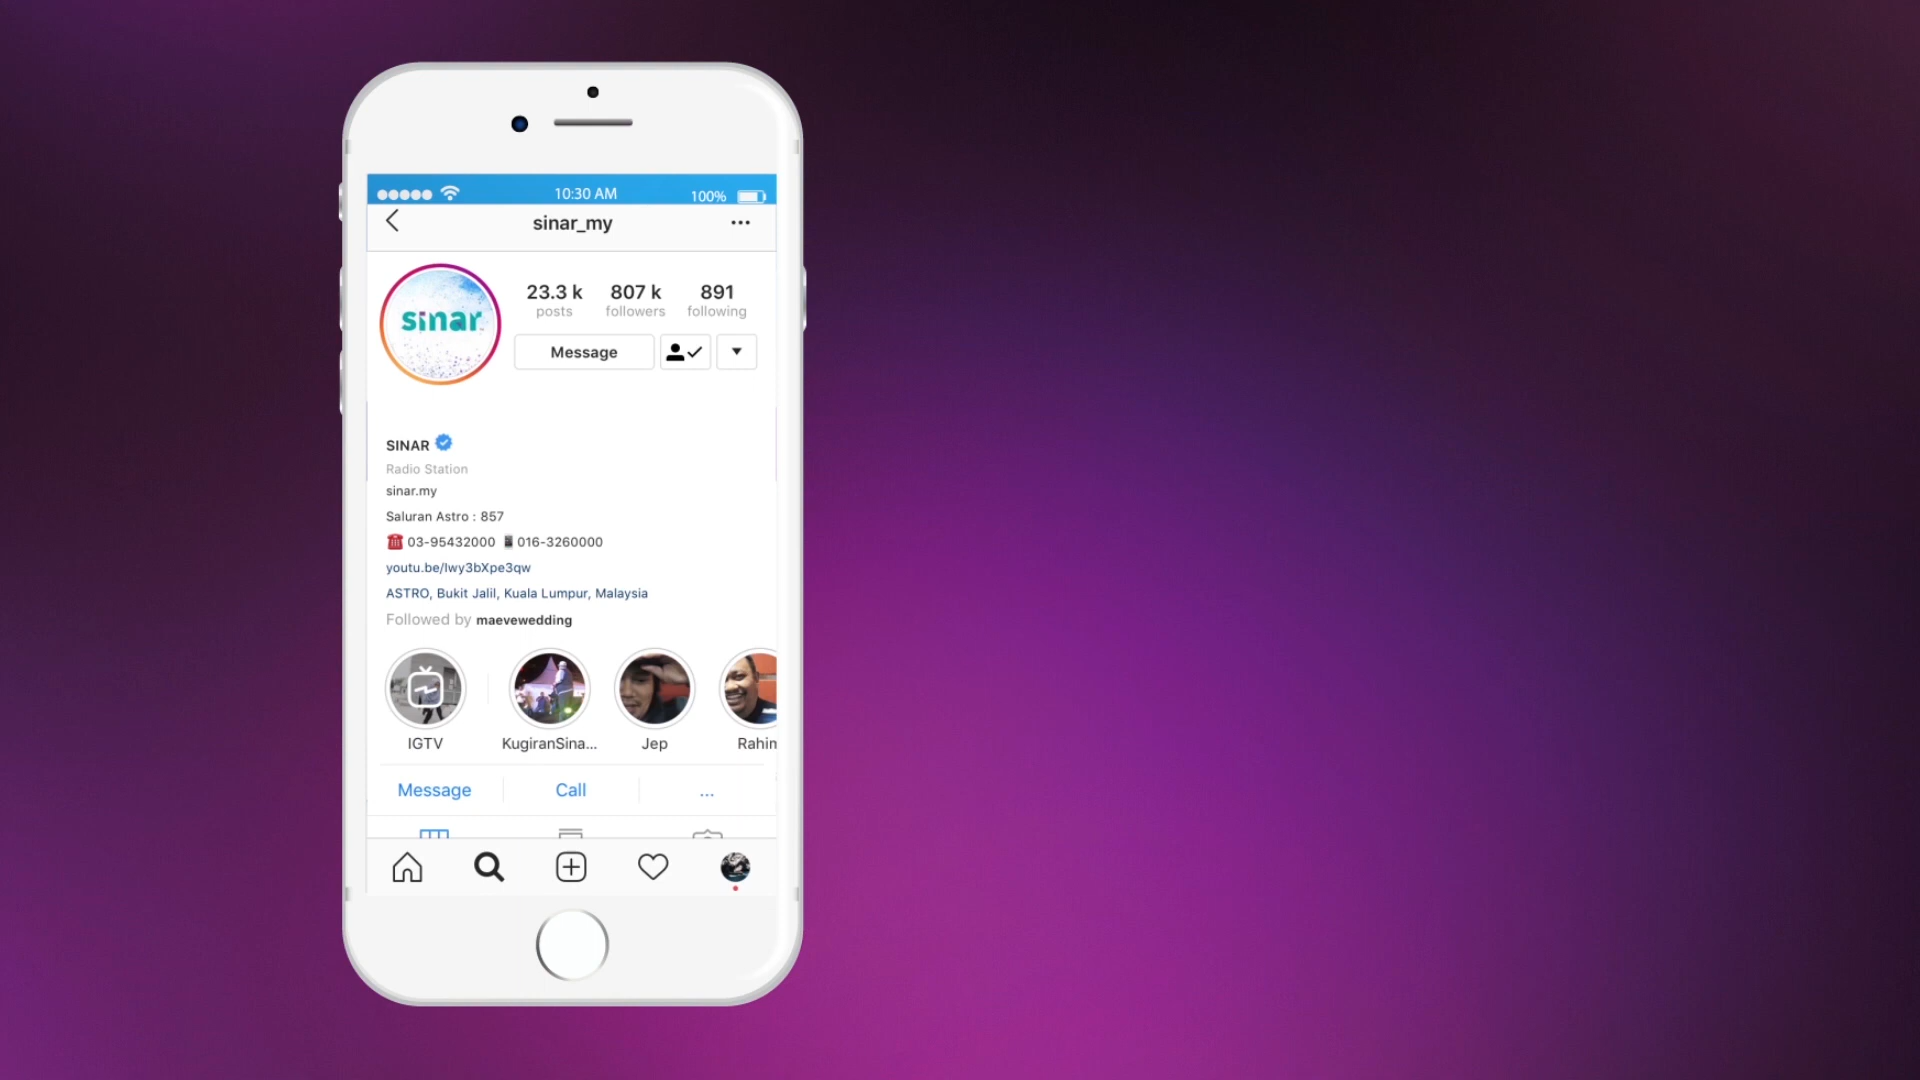 10:30 AM
100%
sinar_my
sinar
23.3 k
807 k
891
posts
followers
following
Message
SINAR
Radio Station
sinar.my
Saluran Astro : 857
03-95432000 016-3260000
youtu.be/Iwy3bXpe3qw
ASTRO, Bukit Jalil, Kuala Lumpur, Malaysia
Followed by maevewedding
IGTV
KugiranSina...
Jep
Rahim
Message
Call
...